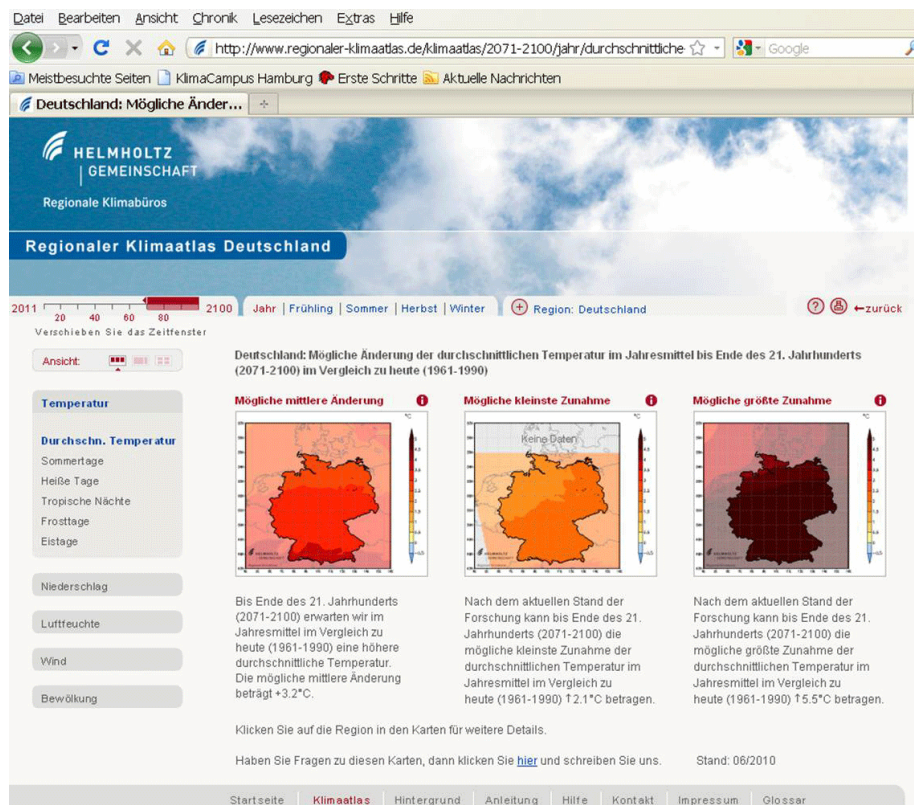 Datei Bearbeiten Ansicht Chronik Lesezeichen Extras Hilfe
http://www.regionaler-klimaatlas.de/klimaatlas/2071-2100/jahr/durchschnittliche
Google
Meistbesuchte Seiten KlimaCampus Hamburg Erste Schritte Aktuelle Nachrichten
Deutschland: Mögliche Änder...
HELMHOLTZ
GEMEINSCHAFT
Regionale Klimabüros
Regionaler Klimaatlas Deutschland
2011 20 40 60 80 2100 Jahr | Frühling | Sommer | Herbst | Winter Region: Deutschland zurück
Verschieben Sie das Zeitfenster
Ansicht:
Deutschland: Mögliche Änderung der durchschnittlichen Temperatur im Jahresmittel bis Ende des 21. Jahrhunderts
(2071-2100) im Vergleich zu heute (1961-1990)
Temperatur
Durchschn. Temperatur
Sommertage
Heiße Tage
Tropische Nächte
Frosttage
Eistage
Niederschlag
Luftfeuchte
Wind
Bewölkung
Mögliche mittlere Änderung
°C
HELMHOLTZ
GEMEINSCHAFT
Bis Ende des 21. Jahrhunderts
(2071-2100) erwarten wir im
Jahresmittel im Vergleich zu
heute (1961-1990) eine höhere
durchschnittliche Temperatur.
Die mögliche mittlere Änderung
beträgt +3.2°C.
Mögliche kleinste Zunahme
°C
Keine Daten
HELMHOLTZ
GEMEINSCHAFT
Nach dem aktuellen Stand der
Forschung kann bis Ende des 21.
Jahrhunderts (2071-2100) die
mögliche kleinste Zunahme der
durchschnittlichen Temperatur im
Jahresmittel im Vergleich zu
heute (1961-1990) ↑2.1°C betragen.
Mögliche größte Zunahme
°C
HELMHOLTZ
GEMEINSCHAFT
Nach dem aktuellen Stand der
Forschung kann bis Ende des 21.
Jahrhunderts (2071-2100) die
mögliche größte Zunahme der
durchschnittlichen Temperatur im
Jahresmittel im Vergleich zu
heute (1961-1990) ↑5.5°C betragen.
Klicken Sie auf die Region in den Karten für weitere Details.
Haben Sie Fragen zu diesen Karten, dann klicken Sie hier und schreiben Sie uns. Stand: 06/2010
Startseite | Klimaatlas | Hintergrund | Anleitung | Hilfe | Kontakt | Impressum | Glossar